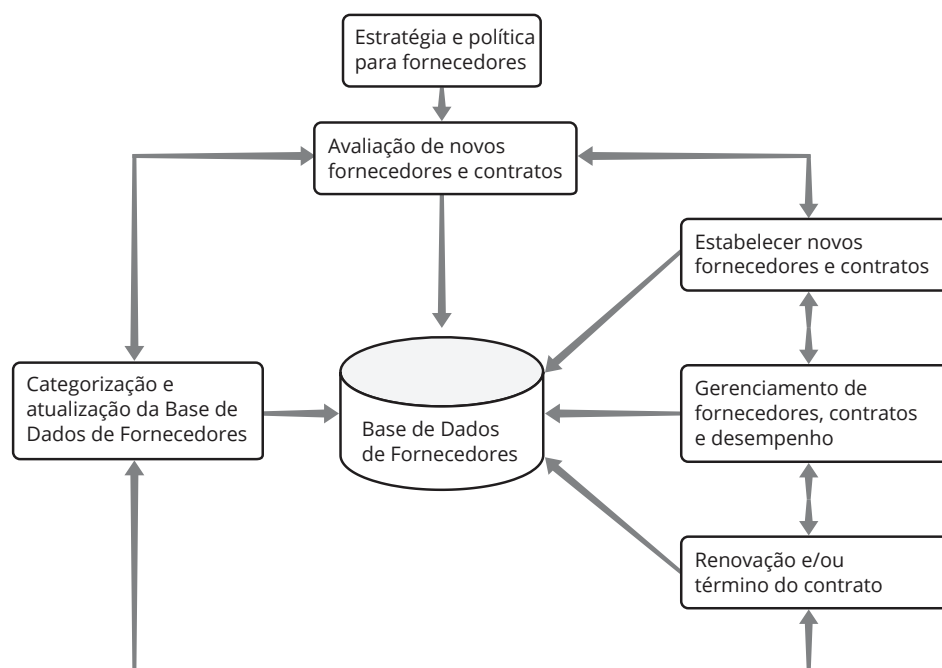 Estratégia e política
para fornecedores
Avaliação de novos
fornecedores e contratos
Estabelecer novos
fornecedores e contratos
Categorização e
atualização da Base de
Dados de Fornecedores
Base de Dados
de Fornecedores
Gerenciamento de
fornecedores, contratos
e desempenho
Renovação e/ou
término do contrato